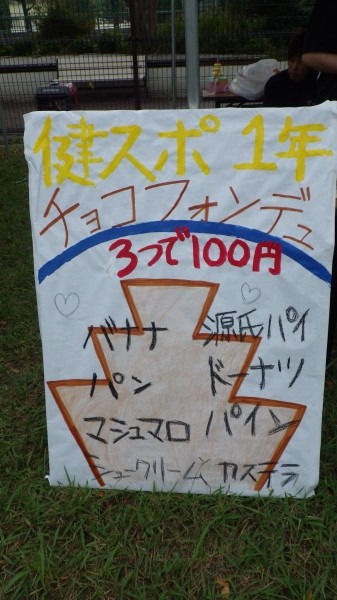 健スポ 1年
チョコフォンデュ
3つで100円
バナナ 源氏パイ
パン ドーナツ
マシュマロ パイン
シュークリーム カステラ